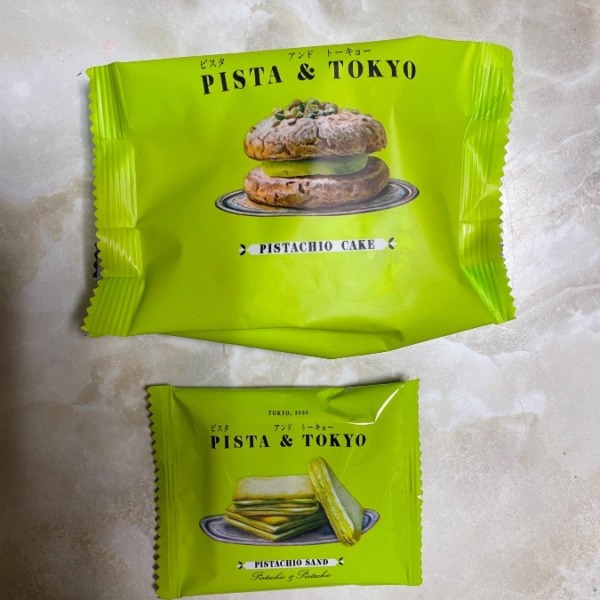 ピスタ アンド トーキョー
PISTA & TOKYO
PISTACHIO CAKE
TOKYO, 2020
ピスタ アンド トーキョー
PISTA & TOKYO
PISTACHIO SAND
Pistachio & Pistachio